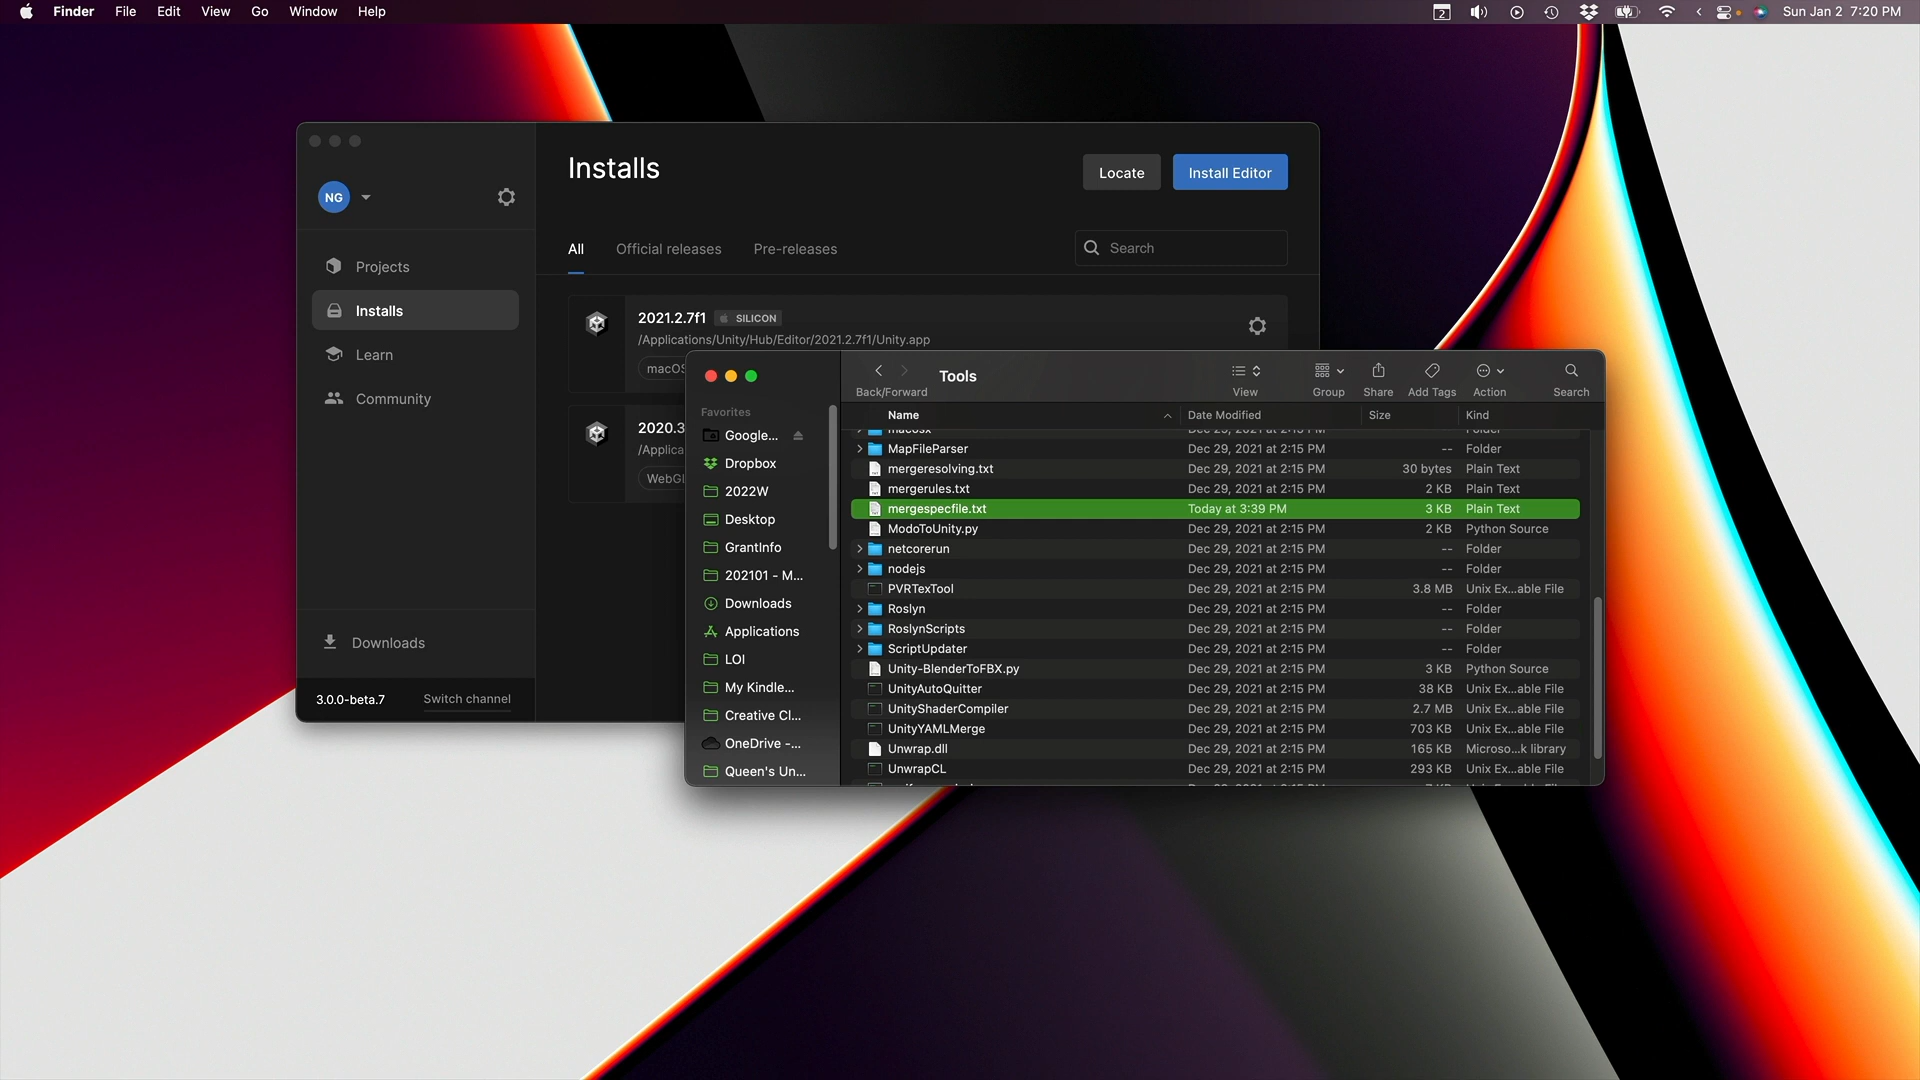 Finder File Edit View Go Window Help
2
Sun Jan 2 7:20 PM
NG
Projects
Installs
Learn
Community
Downloads
3.0.0-beta.7 Switch channel
Installs
Locate Install Editor
All Official releases Pre-releases
Search
2021.2.7f1 SILICON
/Applications/Unity/Hub/Editor/2021.2.7f1/Unity.app
macOS
2020.3
/Applica
WebGl
Back/Forward
Tools
View Group Share Add Tags Action Search
Favorites
Google...
Dropbox
2022W
Desktop
GrantInfo
202101 - M...
Downloads
Applications
LOI
My Kindle...
Creative Cl...
OneDrive -...
Queen's Un...
Name Date Modified Size Kind
macosx Dec 29, 2021 at 2:15 PM Folder
MapFileParser Dec 29, 2021 at 2:15 PM -- Folder
mergeresolving.txt Dec 29, 2021 at 2:15 PM 30 bytes Plain Text
mergerules.txt Dec 29, 2021 at 2:15 PM 2 KB Plain Text
mergespecfile.txt Today at 3:39 PM 3 KB Plain Text
ModoToUnity.py Dec 29, 2021 at 2:15 PM 2 KB Python Source
netcorerun Dec 29, 2021 at 2:15 PM -- Folder
nodejs Dec 29, 2021 at 2:15 PM -- Folder
PVRTexTool Dec 29, 2021 at 2:15 PM 3.8 MB Unix Ex...able File
Roslyn Dec 29, 2021 at 2:15 PM -- Folder
RoslynScripts Dec 29, 2021 at 2:15 PM -- Folder
ScriptUpdater Dec 29, 2021 at 2:15 PM -- Folder
Unity-BlenderToFBX.py Dec 29, 2021 at 2:15 PM 3 KB Python Source
UnityAutoQuitter Dec 29, 2021 at 2:15 PM 38 KB Unix Ex...able File
UnityShaderCompiler Dec 29, 2021 at 2:15 PM 2.7 MB Unix Ex...able File
UnityYAMLMerge Dec 29, 2021 at 2:15 PM 703 KB Unix Ex...able File
Unwrap.dll Dec 29, 2021 at 2:15 PM 165 KB Microso...k library
UnwrapCL Dec 29, 2021 at 2:15 PM 293 KB Unix Ex...able File